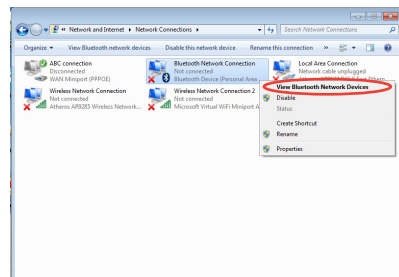 « Network and Internet ▸ Network Connections ▸
Search Network Connections
Organize ▾ View Bluetooth network devices Disable this network device Rename this connection »
ABC connection
Disconnected
WAN Miniport (PPPOE)
Bluetooth Network Connection
Not connected
Bluetooth Device (Personal Area ...
Local Area Connection
Network cable unplugged
Wireless Network Connection
Not connected
Atheros AR9285 Wireless Network...
Wireless Network Connection 2
Not connected
Microsoft Virtual WiFi Miniport A
View Bluetooth Network Devices
Disable
Status
Create Shortcut
Rename
Properties